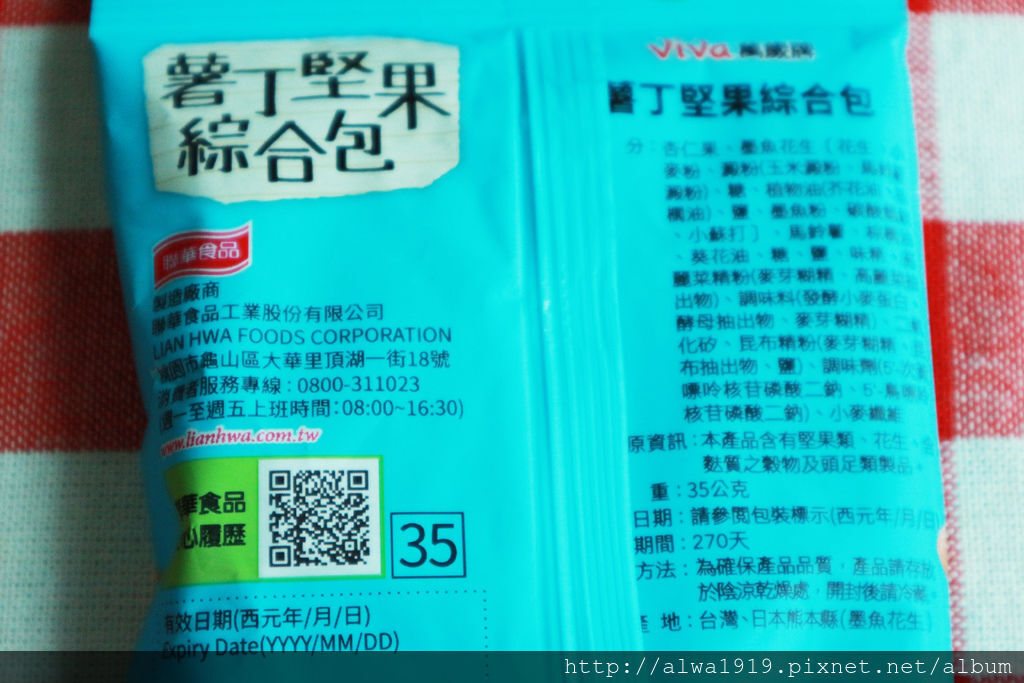 薯丁堅果
綜合包
聯華食品
製造廠商
聯華食品工業股份有限公司
LIAN HWA FOODS CORPORATION
桃園市龜山區大華里頂湖一街18號
消費者服務專線：0800-311023
(週一至週五上班時間：08:00~16:30)
www.lianhwa.com.tw
華食品
心履歷
35
有效日期(西元年/月/日)
Expiry Date(YYYY/MM/DD)
ViVa 萬歲牌
薯丁堅果綜合包
分：杏仁果、墨魚花生〔花生、
麥粉、澱粉(玉米澱粉、馬鈴
澱粉)、糖、植物油(芥花油、
櫚油)、鹽、墨魚粉、碳酸氫
、小蘇打〕、馬鈴薯、棕櫚
、葵花油、糖、鹽、味精、
麗菜精粉(麥芽糊精、高麗菜
出物)、調味料(發酵小麥蛋白、
酵母抽出物、麥芽糊精)、二氧
化矽、昆布精粉(麥芽糊精、昆
布抽出物、鹽)、調味劑(5'-次黃
嘌呤核苷磷酸二鈉、5'-鳥嘌呤
核苷磷酸二鈉)、小麥纖維
原資訊：本產品含有堅果類、花生、含
麩質之穀物及頭足類製品。
重：35公克
日期：請參閱包裝標示(西元年/月/日)
期間：270天
方法：為確保產品品質，產品請存放
於陰涼乾燥處，開封後請冷藏。
產 地：台灣、日本熊本縣(墨魚花生)
http://alwa1919.pixnet.net/album